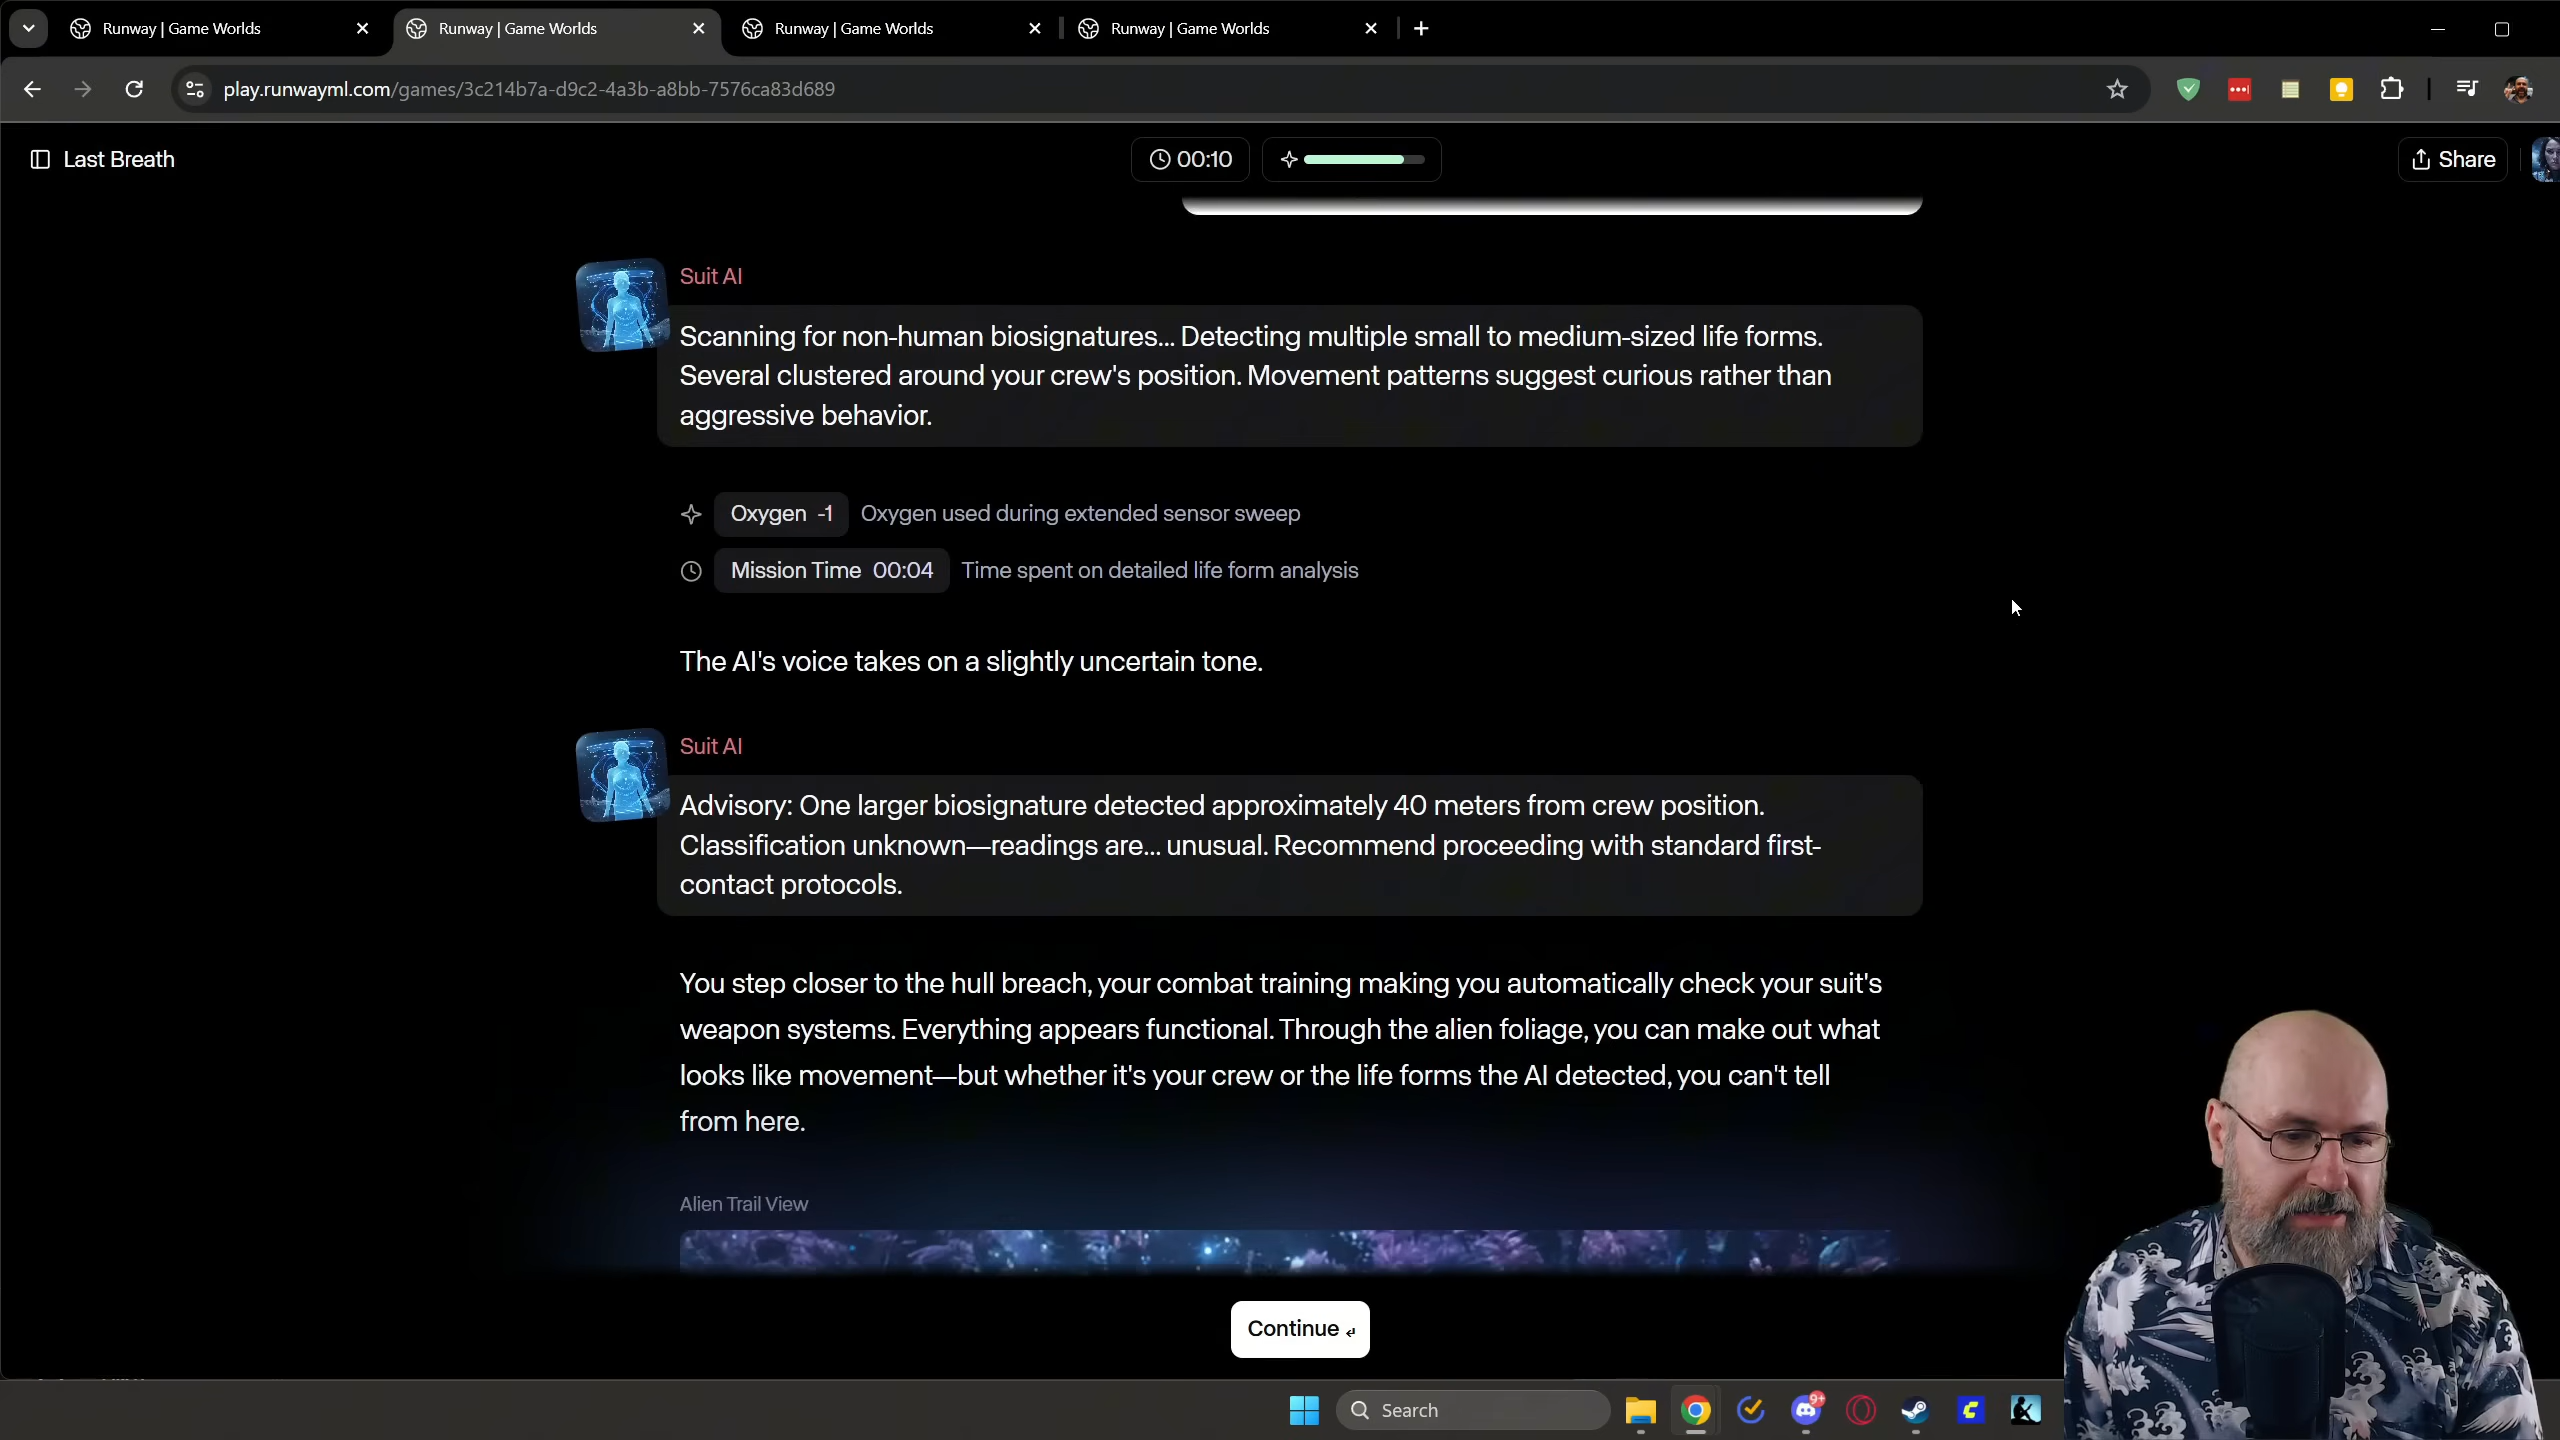 Runway | Game Worlds
Runway | Game Worlds
Runway | Game Worlds
Runway | Game Worlds
play.runwayml.com/games/3c214b7a-d9c2-4a3b-a8bb-7576ca83d689
Last Breath
00:10
Share
Suit AI
Scanning for non-human biosignatures... Detecting multiple small to medium-sized life forms.
Several clustered around your crew's position. Movement patterns suggest curious rather than
aggressive behavior.
Oxygen -1 Oxygen used during extended sensor sweep
Mission Time 00:04 Time spent on detailed life form analysis
The AI's voice takes on a slightly uncertain tone.
Suit AI
Advisory: One larger biosignature detected approximately 40 meters from crew position.
Classification unknown—readings are... unusual. Recommend proceeding with standard first-
contact protocols.
You step closer to the hull breach, your combat training making you automatically check your suit's
weapon systems. Everything appears functional. Through the alien foliage, you can make out what
looks like movement—but whether it's your crew or the life forms the AI detected, you can't tell
from here.
Alien Trail View
Continue
Search
9+